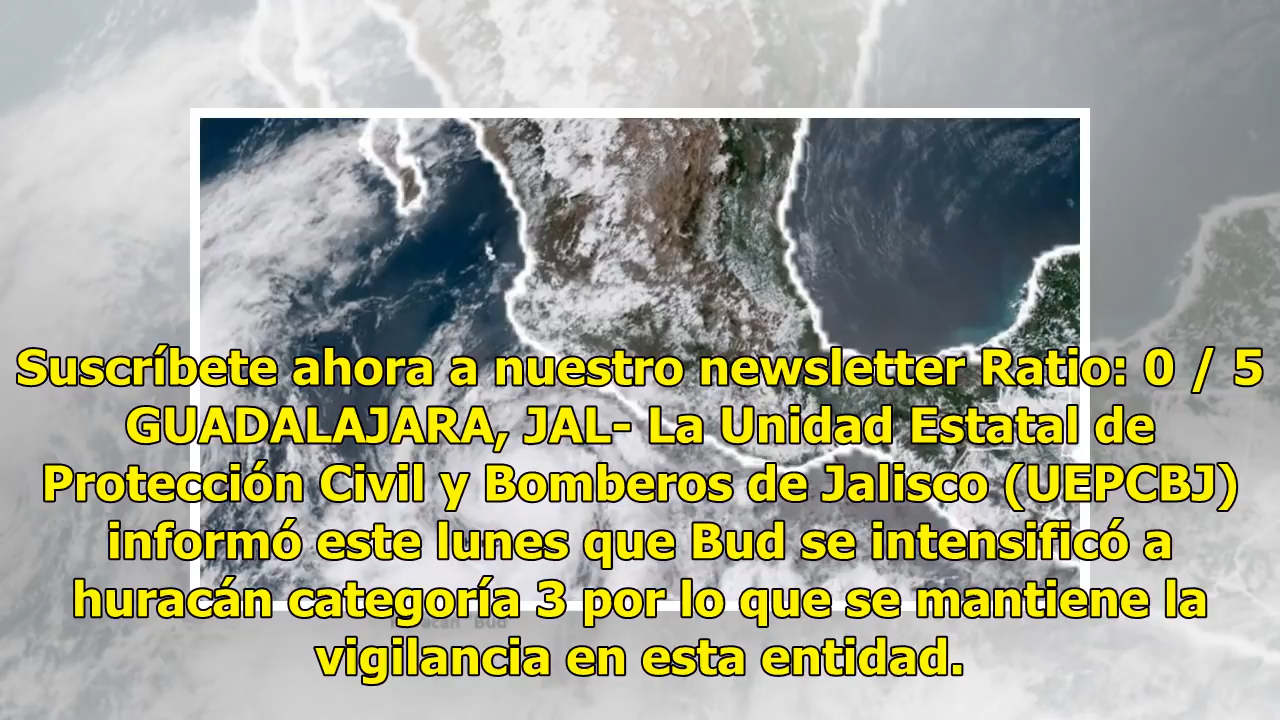 Suscríbete ahora a nuestro newsletter Ratio: 0 / 5
GUADALAJARA, JAL- La Unidad Estatal de
Protección Civil y Bomberos de Jalisco (UEPCBJ)
informó este lunes que Bud se intensificó a
huracán categoría 3 por lo que se mantiene la
vigilancia en esta entidad.
"Bud"